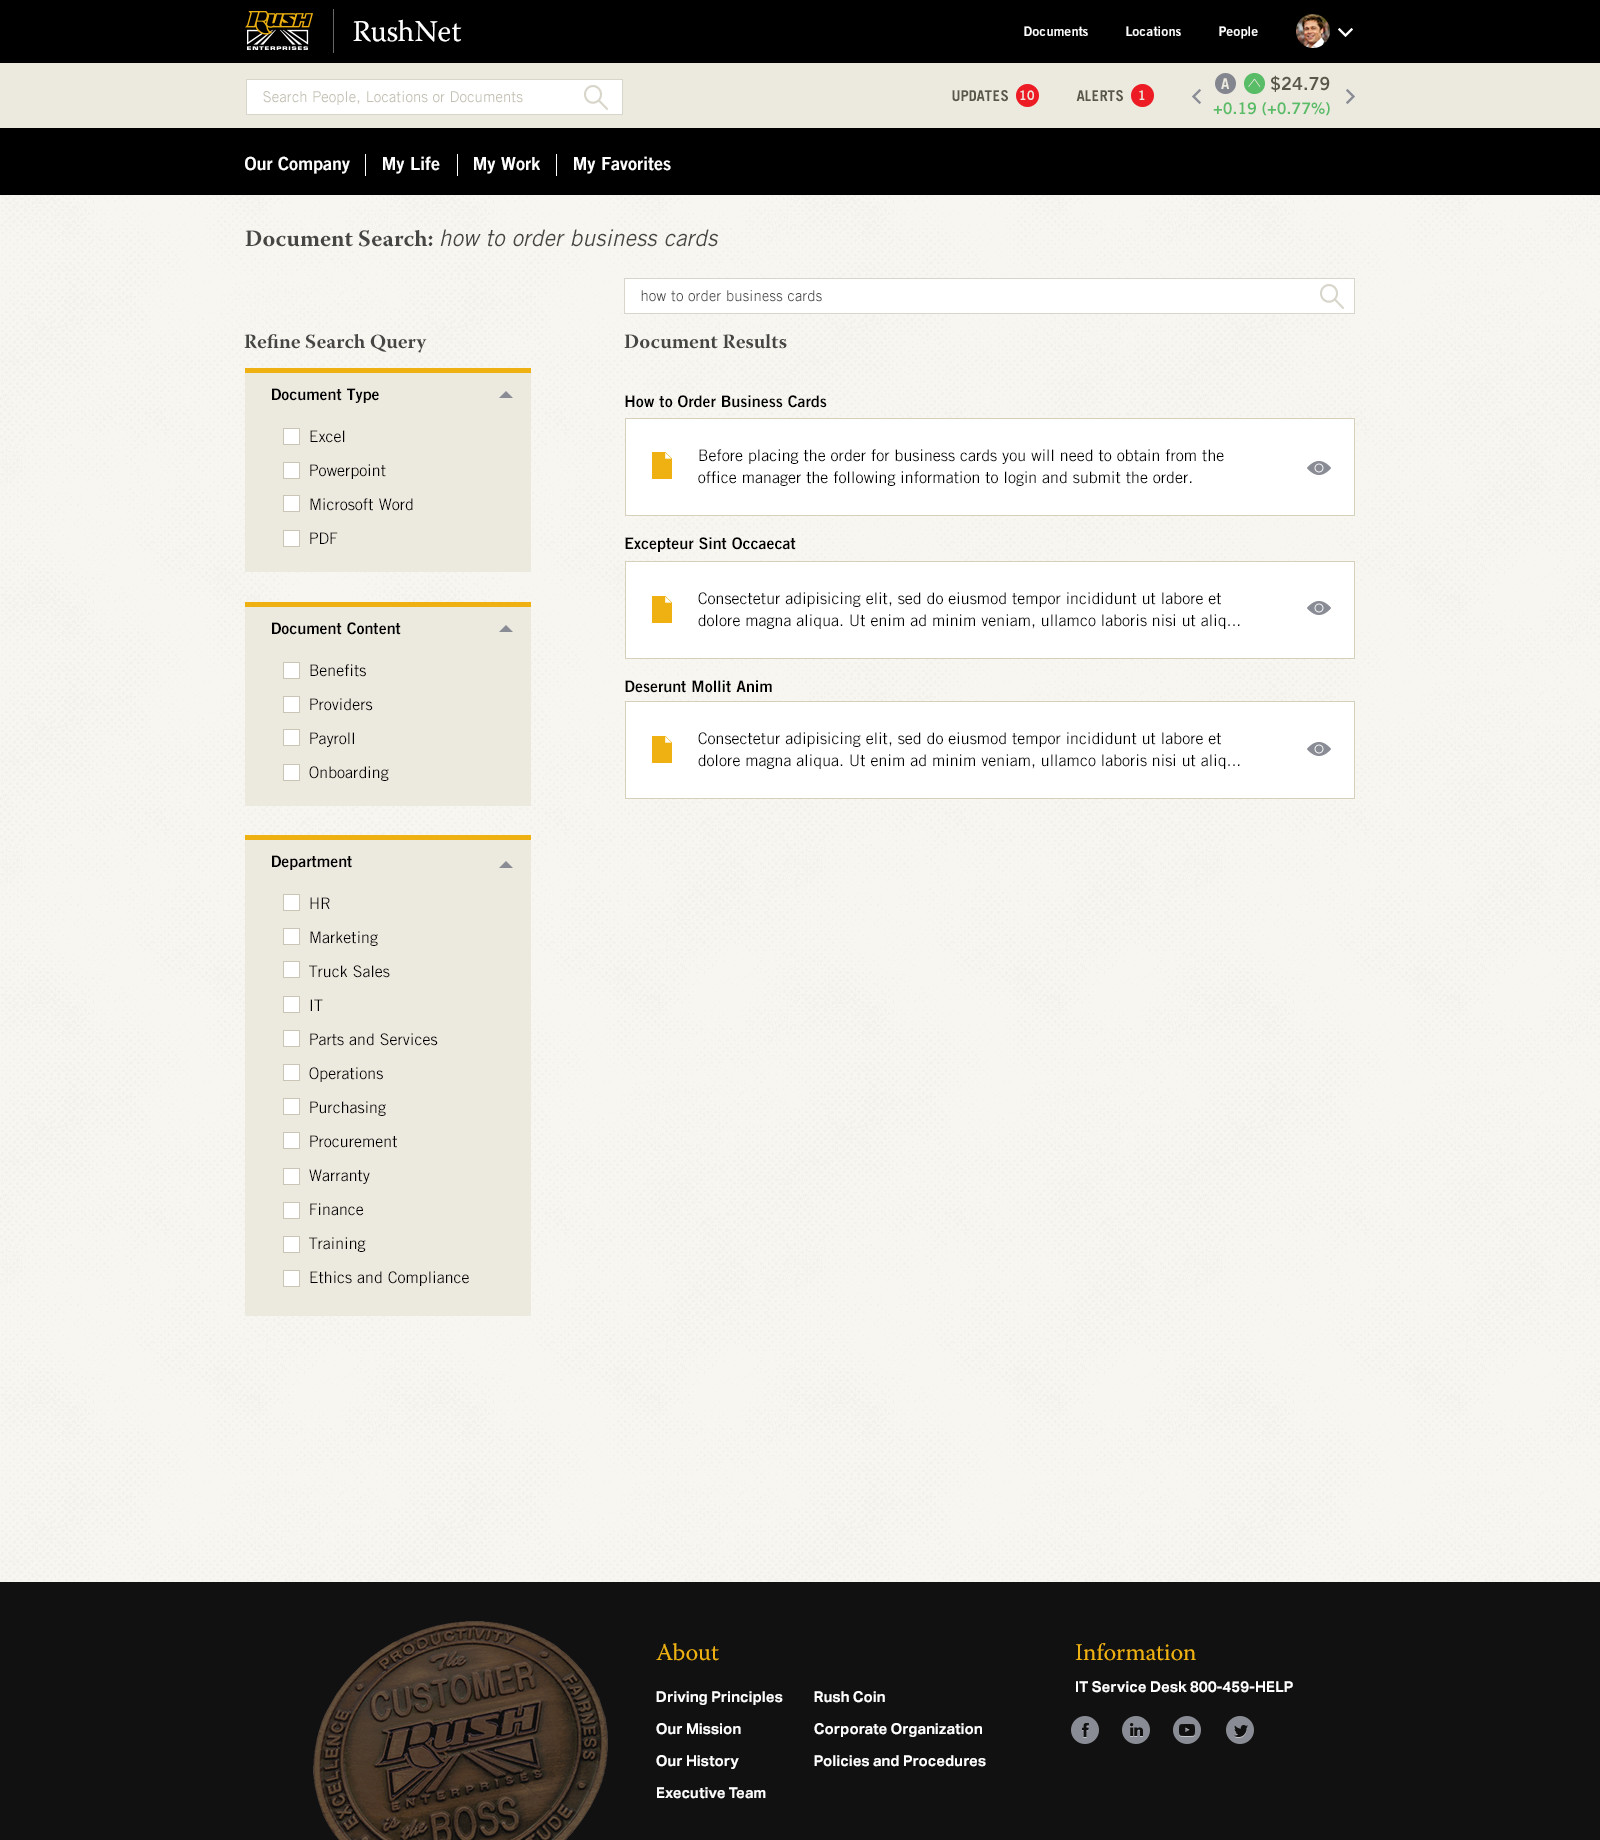 RUSH
ENTERPRISES
RushNet
Documents
Locations
People
Search People, Locations or Documents
UPDATES 10
ALERTS 1
A $24.79
+0.19 (+0.77%)
Our Company
My Life
My Work
My Favorites
Document Search: how to order business cards
how to order business cards
Refine Search Query
Document Type
Excel
Powerpoint
Microsoft Word
PDF
Document Content
Benefits
Providers
Payroll
Onboarding
Department
HR
Marketing
Truck Sales
IT
Parts and Services
Operations
Purchasing
Procurement
Warranty
Finance
Training
Ethics and Compliance
Document Results
How to Order Business Cards
Before placing the order for business cards you will need to obtain from the
office manager the following information to login and submit the order.
Excepteur Sint Occaecat
Consectetur adipisicing elit, sed do eiusmod tempor incididunt ut labore et
dolore magna aliqua. Ut enim ad minim veniam, ullamco laboris nisi ut aliq...
Deserunt Mollit Anim
Consectetur adipisicing elit, sed do eiusmod tempor incididunt ut labore et
dolore magna aliqua. Ut enim ad minim veniam, ullamco laboris nisi ut aliq...
PRODUCTIVITY
FAIRNESS
EXCELLENCE
The
CUSTOMER
RUSH
ENTERPRISES
is the
BOSS
About
Driving Principles
Our Mission
Our History
Executive Team
Rush Coin
Corporate Organization
Policies and Procedures
Information
IT Service Desk 800-459-HELP